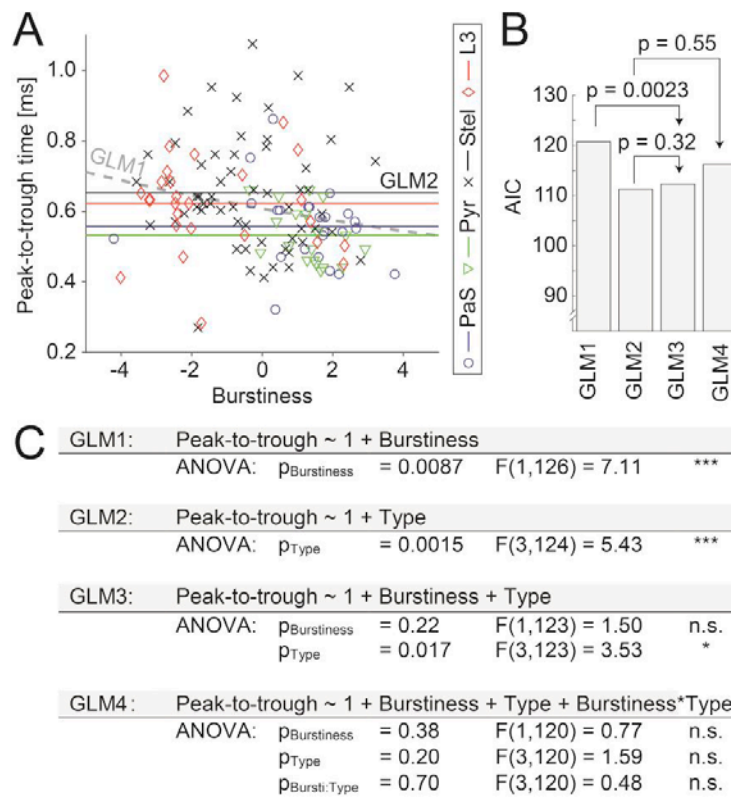 A
B
Peak-to-trough time [ms]
1.0
0.8
0.6
0.4
0.2
GLM1
GLM2
-4 -2 0 2 4
Burstiness
PaS Pyr Stel L3
p = 0.55
p = 0.0023
p = 0.32
AIC
130
120
110
100
90
GLM1 GLM2 GLM3 GLM4
C
GLM1: Peak-to-trough ~ 1 + Burstiness
ANOVA: pBurstiness = 0.0087 F(1,126) = 7.11 ***
GLM2: Peak-to-trough ~ 1 + Type
ANOVA: pType = 0.0015 F(3,124) = 5.43 ***
GLM3: Peak-to-trough ~ 1 + Burstiness + Type
ANOVA: pBurstiness = 0.22 F(1,123) = 1.50 n.s.
pType = 0.017 F(3,123) = 3.53 *
GLM4: Peak-to-trough ~ 1 + Burstiness + Type + Burstiness*Type
ANOVA: pBurstiness = 0.38 F(1,120) = 0.77 n.s.
pType = 0.20 F(3,120) = 1.59 n.s.
pBursti:Type = 0.70 F(3,120) = 0.48 n.s.